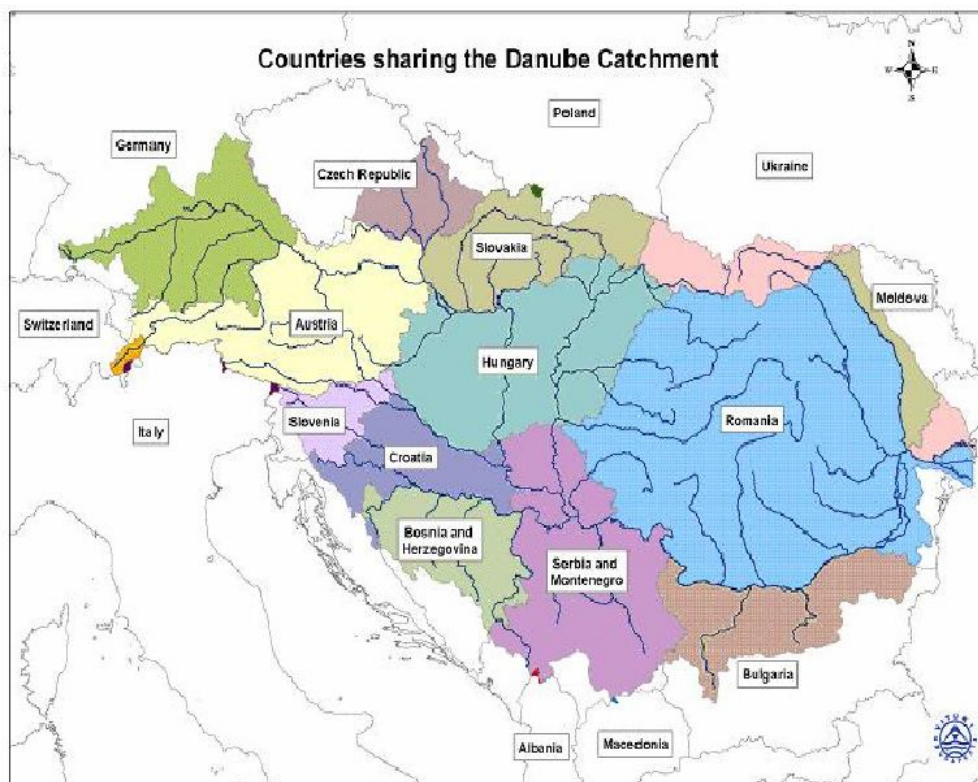 Countries sharing the Danube Catchment
N
W
E
S
Poland
Germany
Czech Republic
Ukraine
Slovakia
Moldova
Switzerland
Austria
Hungary
Romania
Slovenia
Italy
Croatia
Bosnia and
Herzegovina
Serbia and
Montenegro
Bulgaria
Albania
Macedonia